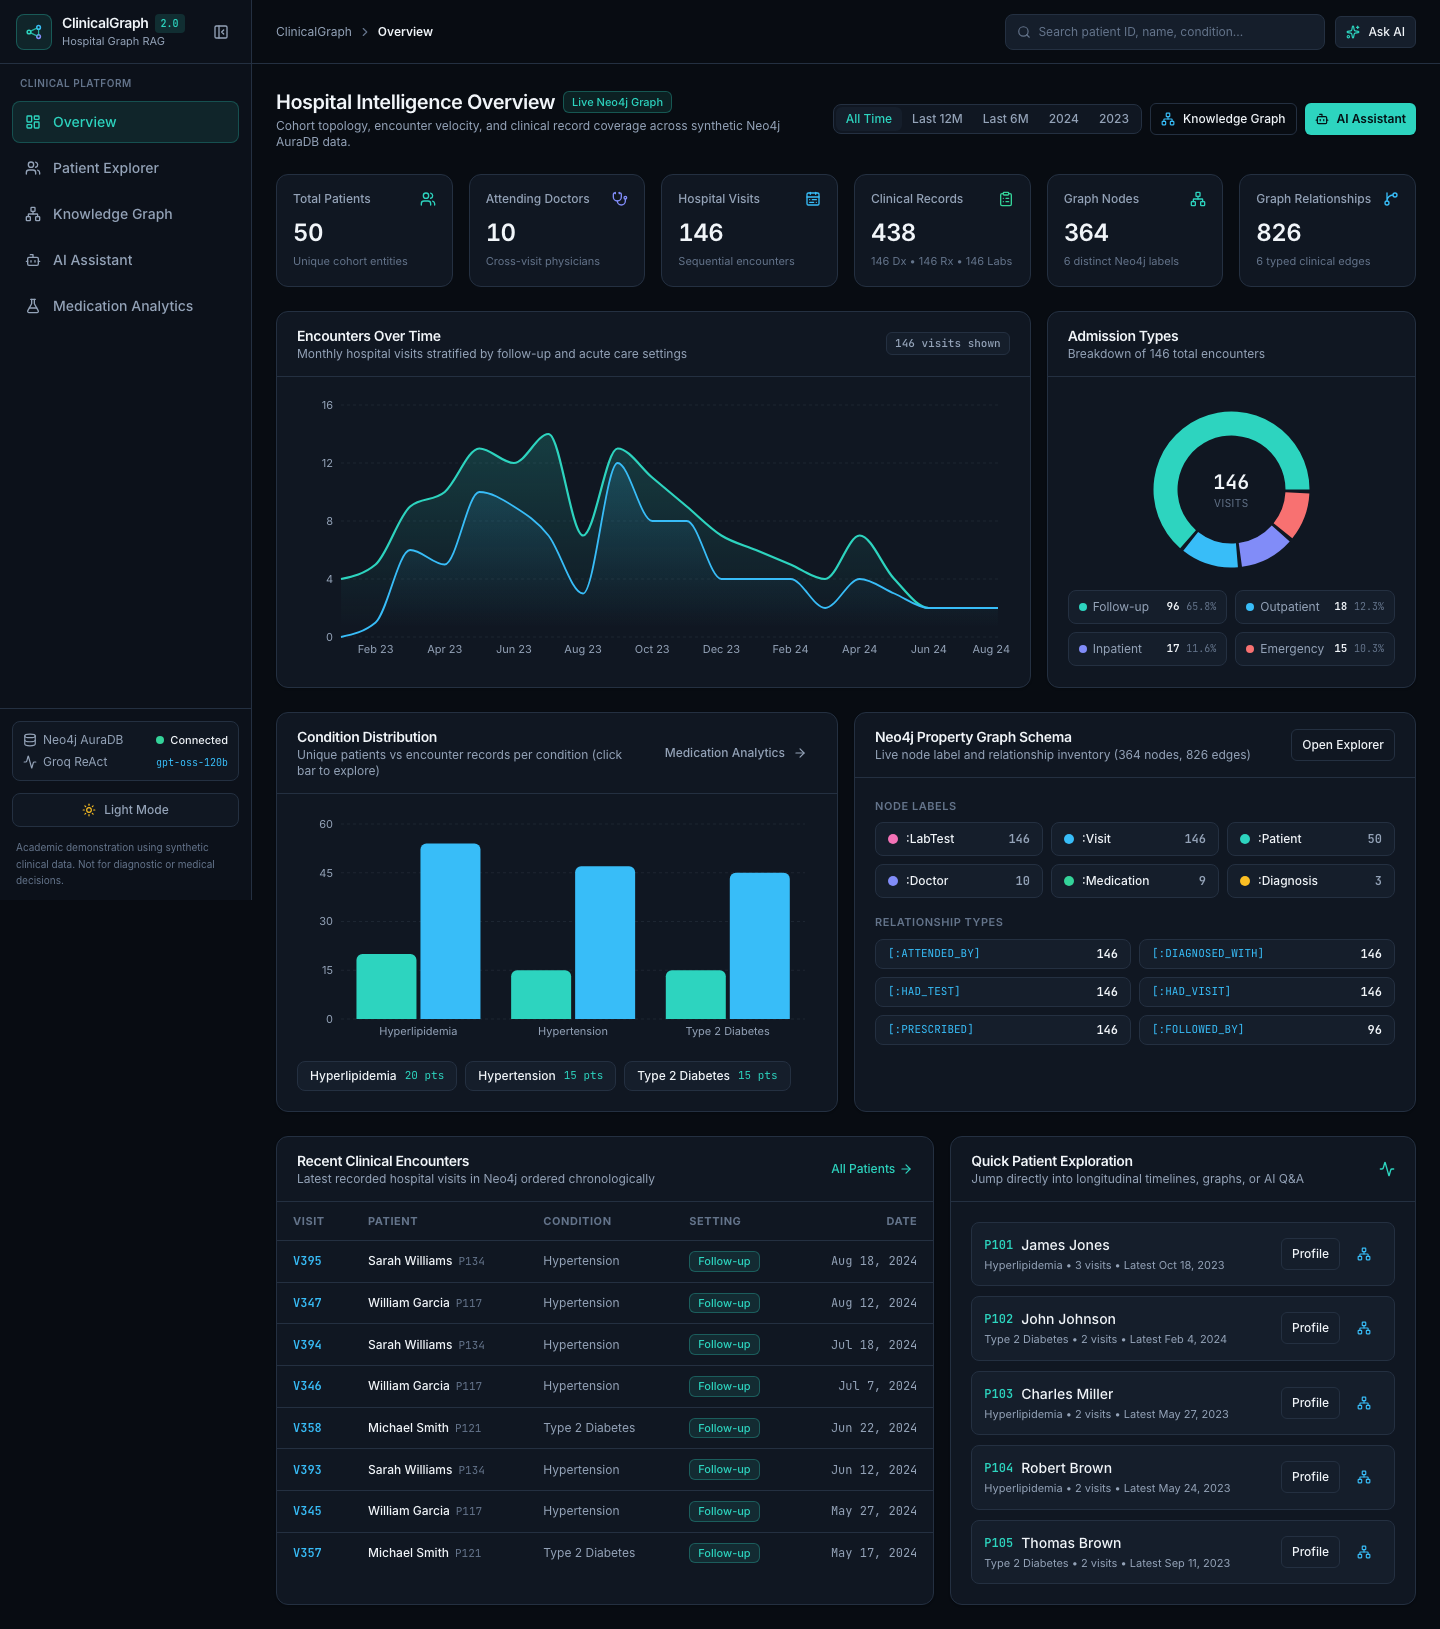 ClinicalGraph 2.0
Hospital Graph RAG
CLINICAL PLATFORM
Overview
Patient Explorer
Knowledge Graph
AI Assistant
Medication Analytics
Neo4j AuraDB Connected
Groq ReAct gpt-oss-120b
Light Mode
Academic demonstration using synthetic
clinical data. Not for diagnostic or medical
decisions.
ClinicalGraph > Overview
Search patient ID, name, condition...
Ask AI
Hospital Intelligence Overview Live Neo4j Graph
Cohort topology, encounter velocity, and clinical record coverage across synthetic Neo4j
AuraDB data.
All Time Last 12M Last 6M 2024 2023
Knowledge Graph
AI Assistant
Total Patients
50
Unique cohort entities
Attending Doctors
10
Cross-visit physicians
Hospital Visits
146
Sequential encounters
Clinical Records
438
146 Dx • 146 Rx • 146 Labs
Graph Nodes
364
6 distinct Neo4j labels
Graph Relationships
826
6 typed clinical edges
Encounters Over Time
Monthly hospital visits stratified by follow-up and acute care settings
146 visits shown
16
12
8
4
0
Feb 23 Apr 23 Jun 23 Aug 23 Oct 23 Dec 23 Feb 24 Apr 24 Jun 24 Aug 24
Admission Types
Breakdown of 146 total encounters
146
VISITS
Follow-up 96 65.8%
Outpatient 18 12.3%
Inpatient 17 11.6%
Emergency 15 10.3%
Condition Distribution
Unique patients vs encounter records per condition (click
bar to explore)
Medication Analytics
60
45
30
15
0
Hyperlipidemia Hypertension Type 2 Diabetes
Hyperlipidemia 20 pts
Hypertension 15 pts
Type 2 Diabetes 15 pts
Neo4j Property Graph Schema
Live node label and relationship inventory (364 nodes, 826 edges)
Open Explorer
NODE LABELS
:LabTest 146
:Visit 146
:Patient 50
:Doctor 10
:Medication 9
:Diagnosis 3
RELATIONSHIP TYPES
[:ATTENDED_BY] 146
[:DIAGNOSED_WITH] 146
[:HAD_TEST] 146
[:HAD_VISIT] 146
[:PRESCRIBED] 146
[:FOLLOWED_BY] 96
Recent Clinical Encounters
Latest recorded hospital visits in Neo4j ordered chronologically
All Patients
VISIT PATIENT CONDITION SETTING DATE
V395 Sarah Williams P134 Hypertension Follow-up Aug 18, 2024
V347 William Garcia P117 Hypertension Follow-up Aug 12, 2024
V394 Sarah Williams P134 Hypertension Follow-up Jul 18, 2024
V346 William Garcia P117 Hypertension Follow-up Jul 7, 2024
V358 Michael Smith P121 Type 2 Diabetes Follow-up Jun 22, 2024
V393 Sarah Williams P134 Hypertension Follow-up Jun 12, 2024
V345 William Garcia P117 Hypertension Follow-up May 27, 2024
V357 Michael Smith P121 Type 2 Diabetes Follow-up May 17, 2024
Quick Patient Exploration
Jump directly into longitudinal timelines, graphs, or AI Q&A
P101 James Jones
Hyperlipidemia • 3 visits • Latest Oct 18, 2023
Profile
P102 John Johnson
Type 2 Diabetes • 2 visits • Latest Feb 4, 2024
Profile
P103 Charles Miller
Hyperlipidemia • 2 visits • Latest May 27, 2023
Profile
P104 Robert Brown
Hyperlipidemia • 2 visits • Latest May 24, 2023
Profile
P105 Thomas Brown
Type 2 Diabetes • 2 visits • Latest Sep 11, 2023
Profile